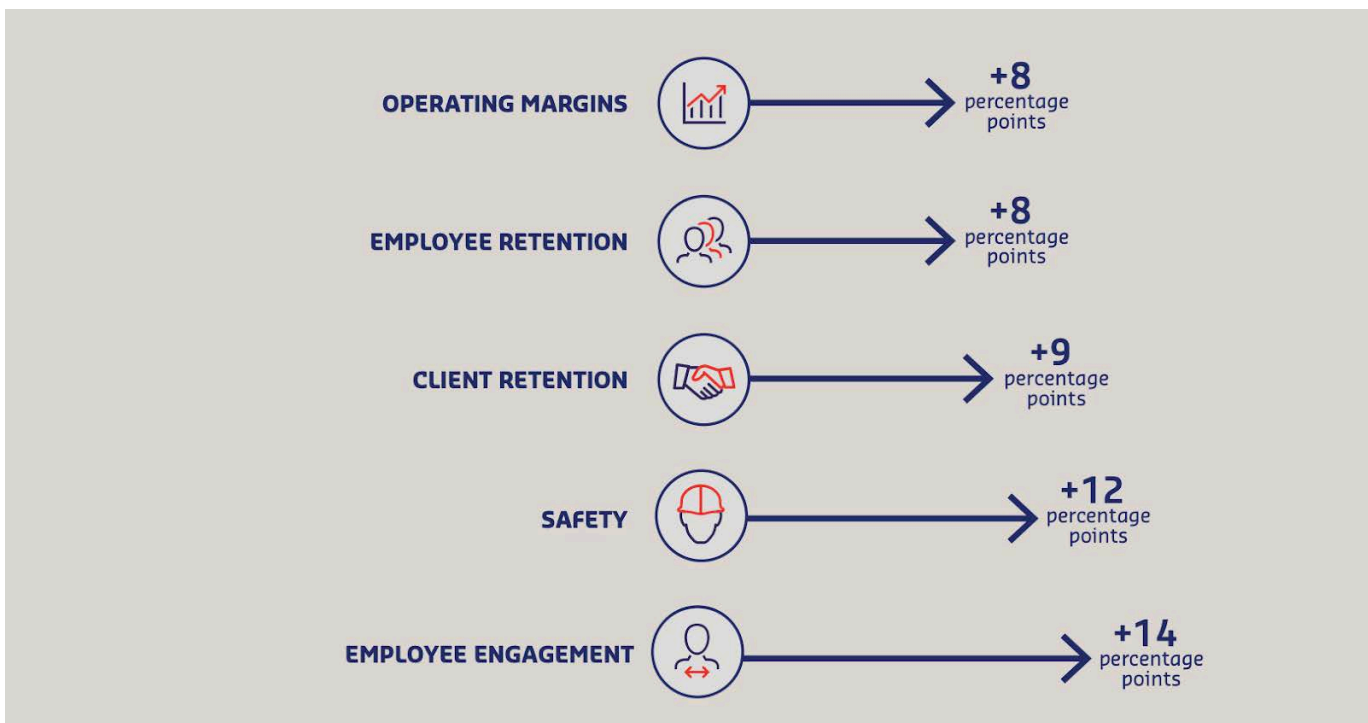 OPERATING MARGINS
+8
percentage
points
EMPLOYEE RETENTION
+8
percentage
points
CLIENT RETENTION
+9
percentage
points
SAFETY
+12
percentage
points
EMPLOYEE ENGAGEMENT
+14
percentage
points